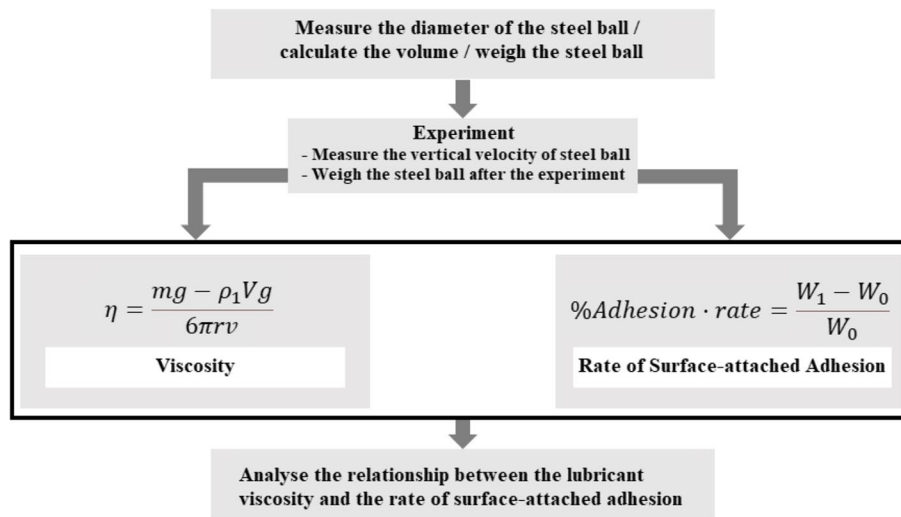 Measure the diameter of the steel ball /
calculate the volume / weigh the steel ball
Experiment
- Measure the vertical velocity of steel ball
- Weigh the steel ball after the experiment
η = (mg − ρ₁Vg) / (6πrv)
Viscosity
%Adhesion · rate = (W₁ − W₀) / W₀
Rate of Surface-attached Adhesion
Analyse the relationship between the lubricant
viscosity and the rate of surface-attached adhesion